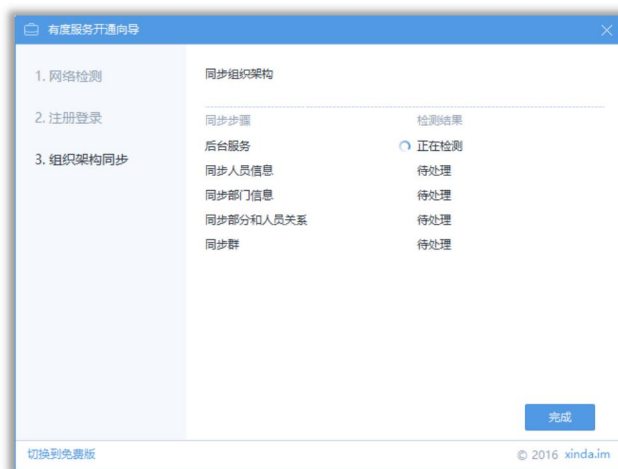 有度服务开通向导
1. 网络检测
2. 注册登录
3. 组织架构同步
同步组织架构
同步步骤 检测结果
后台服务 正在检测
同步人员信息 待处理
同步部门信息 待处理
同步部分和人员关系 待处理
同步群 待处理
完成
切换到免费版 © 2016 xinda.im